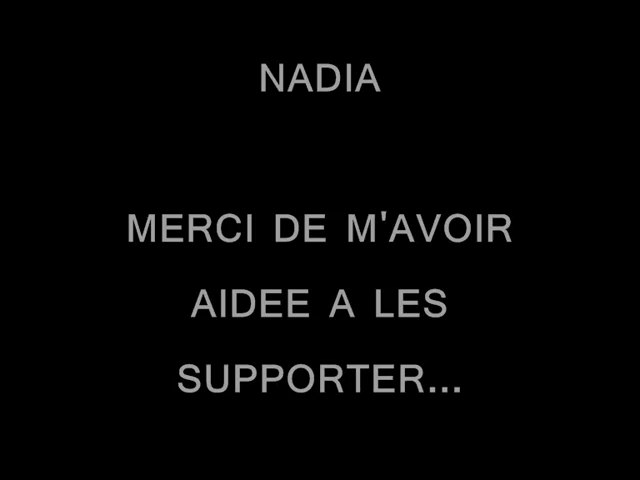 NADIA
MERCI DE M'AVOIR
AIDEE A LES
SUPPORTER...